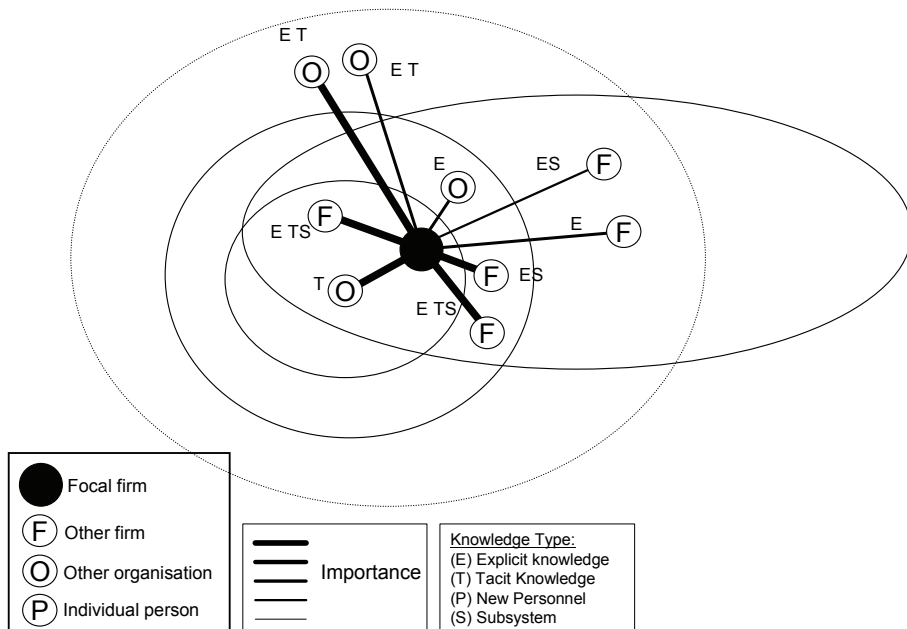 E T
O
O
E T
E
O
ES
F
F
E TS
E
F
T
O
F
ES
E TS
F
Focal firm
F
Other firm
O
Other organisation
P
Individual person
Importance
Knowledge Type:
(E) Explicit knowledge
(T) Tacit Knowledge
(P) New Personnel
(S) Subsystem